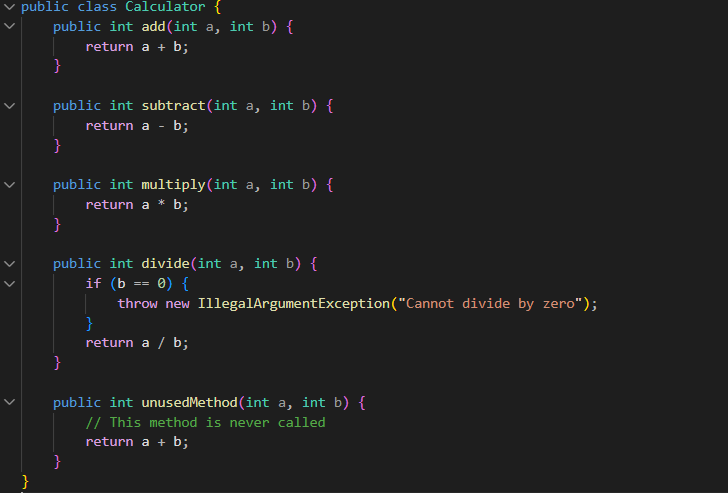 public class Calculator {
    public int add(int a, int b) {
        return a + b;
    }

    public int subtract(int a, int b) {
        return a - b;
    }

    public int multiply(int a, int b) {
        return a * b;
    }

    public int divide(int a, int b) {
        if (b == 0) {
            throw new IllegalArgumentException("Cannot divide by zero");
        }
        return a / b;
    }

    public int unusedMethod(int a, int b) {
        // This method is never called
        return a + b;
    }
}